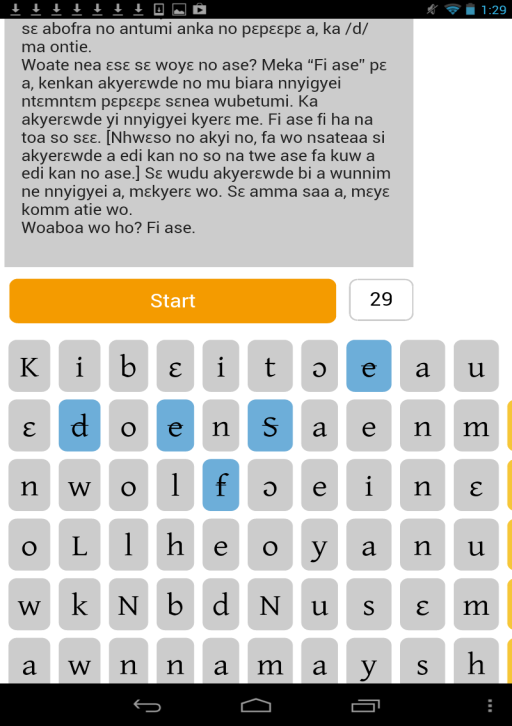 1:29
sɛ abofra no antumi anka no pɛpɛɛpɛ a, ka /d/
ma ontie.
Woate nea ɛsɛ sɛ woyɛ no ase? Meka “Fi ase” pɛ
a, kenkan akyerɛwde no mu biara nnyigyei
ntɛmntɛm pɛpɛɛpɛ sɛnea wubetumi. Ka
akyerɛwde yi nnyigyei kyerɛ me. Fi ase fi ha na
toa so sɛɛ. [Nhwɛso no akyi no, fa wo nsateaa si
akyerɛwde a edi kan no so na twe ase fa kuw a
edi kan no ase.] Sɛ wudu akyerɛwde bi a wunnim
ne nnyigyei a, mɛkyerɛ wo. Sɛ amma saa a, mɛyɛ
komm atie wo.
Woaboa wo ho? Fi ase.
Start 29
K i b ɛ i t ɔ e a u
ɛ d o e n S a e n m
n w o l f ɔ e i n ɛ
o L l h e o y a n u
w k N b d N u s ɛ m
a w n n a m a y s h